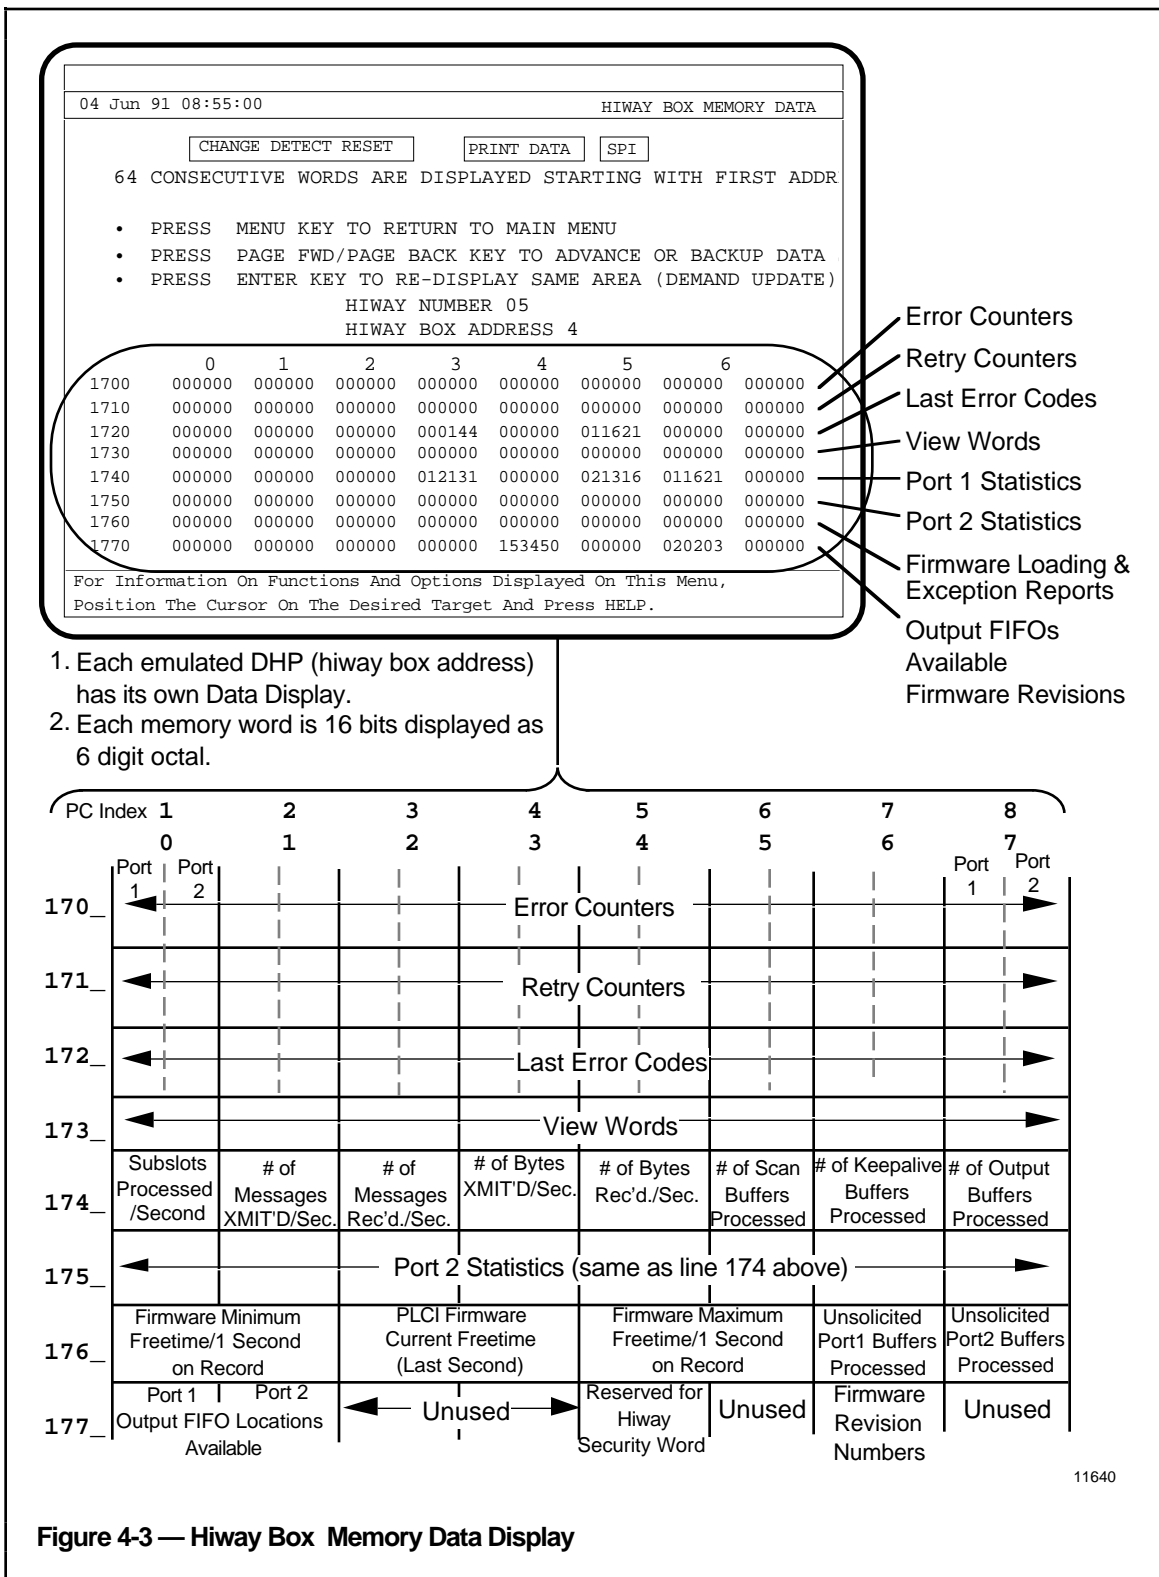 04 Jun 91 08:55:00 HIWAY BOX MEMORY DATA
CHANGE DETECT RESET PRINT DATA SPI
64 CONSECUTIVE WORDS ARE DISPLAYED STARTING WITH FIRST ADDR
• PRESS MENU KEY TO RETURN TO MAIN MENU
• PRESS PAGE FWD/PAGE BACK KEY TO ADVANCE OR BACKUP DATA
• PRESS ENTER KEY TO RE-DISPLAY SAME AREA (DEMAND UPDATE)
HIWAY NUMBER 05
HIWAY BOX ADDRESS 4
0 1 2 3 4 5 6
1700 000000 000000 000000 000000 000000 000000 000000 000000
1710 000000 000000 000000 000000 000000 000000 000000 000000
1720 000000 000000 000000 000144 000000 011621 000000 000000
1730 000000 000000 000000 000000 000000 000000 000000 000000
1740 000000 000000 000000 012131 000000 021316 011621 000000
1750 000000 000000 000000 000000 000000 000000 000000 000000
1760 000000 000000 000000 000000 000000 000000 000000 000000
1770 000000 000000 000000 000000 153450 000000 020203 000000
For Information On Functions And Options Displayed On This Menu,
Position The Cursor On The Desired Target And Press HELP.
Error Counters
Retry Counters
Last Error Codes
View Words
Port 1 Statistics
Port 2 Statistics
Firmware Loading &
Exception Reports
Output FIFOs
Available
Firmware Revisions
1. Each emulated DHP (hiway box address)
has its own Data Display.
2. Each memory word is 16 bits displayed as
6 digit octal.
PC Index 1 2 3 4 5 6 7 8
0 1 2 3 4 5 6 7
Port 1 Port 2 Port 1 Port 2
170_ Error Counters
171_ Retry Counters
172_ Last Error Codes
173_ View Words
174_
Subslots
Processed
/Second
# of
Messages
XMIT'D/Sec.
# of
Messages
Rec'd./Sec.
# of Bytes
XMIT'D/Sec.
# of Bytes
Rec'd./Sec.
# of Scan
Buffers
Processed
# of Keepalive
Buffers
Processed
# of Output
Buffers
Processed
175_ Port 2 Statistics (same as line 174 above)
176_
Firmware Minimum
Freetime/1 Second
on Record
PLCI Firmware
Current Freetime
(Last Second)
Firmware Maximum
Freetime/1 Second
on Record
Unsolicited
Port1 Buffers
Processed
Unsolicited
Port2 Buffers
Processed
177_
Port 1 Port 2
Output FIFO Locations
Available
Unused
Reserved for
Hiway
Security Word
Unused
Firmware
Revision
Numbers
Unused
11640
Figure 4-3 — Hiway Box Memory Data Display